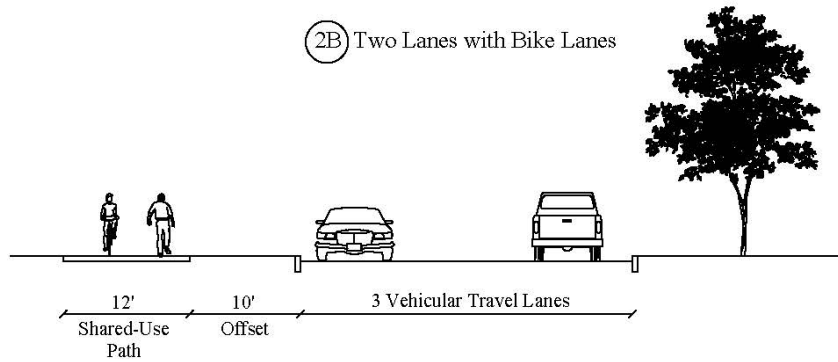 2B Two Lanes with Bike Lanes
12' 10' 3 Vehicular Travel Lanes
Shared-Use Offset
Path